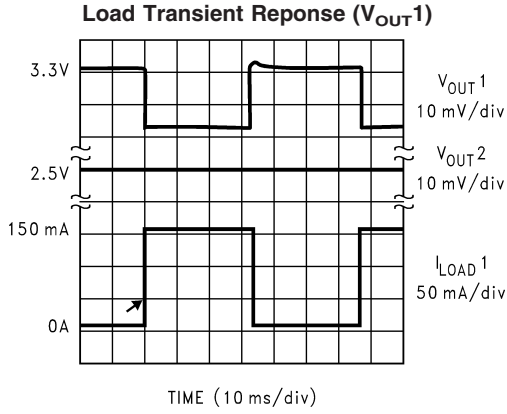 Load Transient Reponse (VOUT1)
3.3V
VOUT1
10 mV/div
2.5V
VOUT2
10 mV/div
150 mA
0A
ILOAD1
50 mA/div
TIME (10 ms/div)